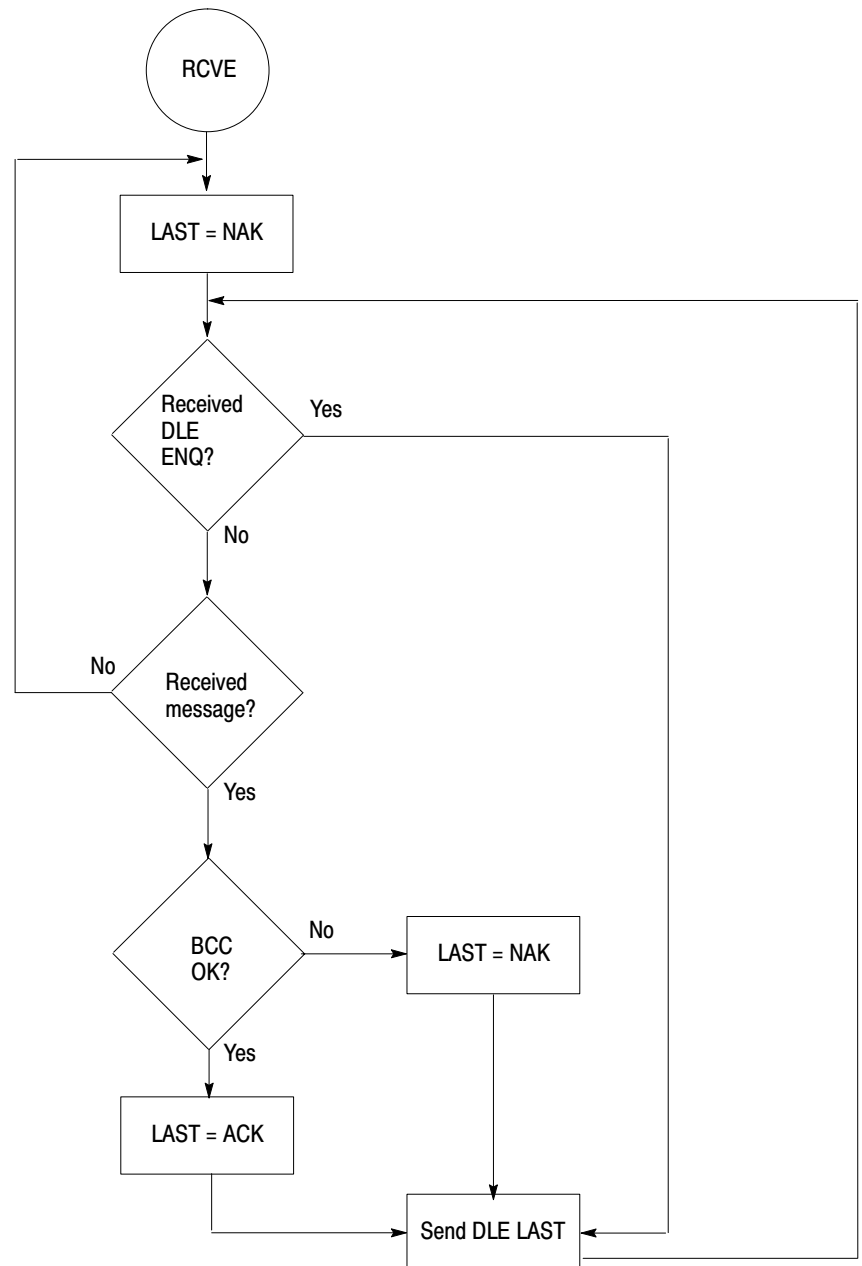 RCVE
LAST = NAK
Received
DLE
ENQ?
Yes
No
No
Received
message?
Yes
BCC
OK?
No
LAST = NAK
Yes
LAST = ACK
Send DLE LAST